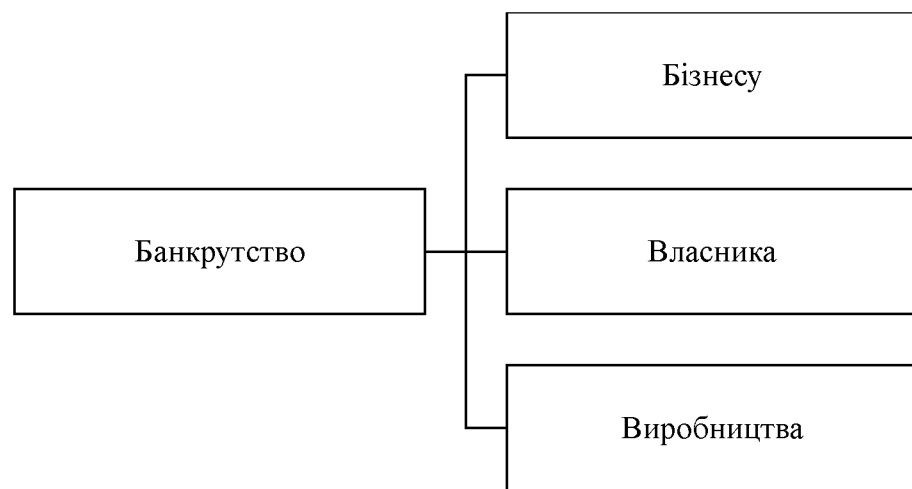 Бізнесу
Банкрутство
Власника
Виробництва